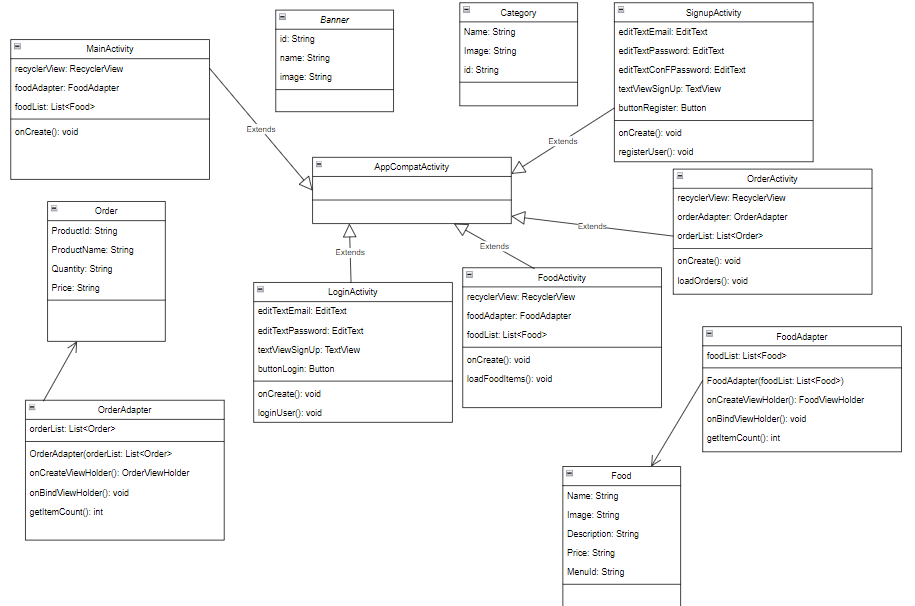 MainActivity
recyclerView: RecyclerView
foodAdapter: FoodAdapter
foodList: List<Food>
onCreate(): void
Banner
id: String
name: String
image: String
Category
Name: String
Image: String
id: String
SignupActivity
editTextEmail: EditText
editTextPassword: EditText
editTextConFPassword: EditText
textViewSignUp: TextView
buttonRegister: Button
onCreate(): void
registerUser(): void
Extends
Extends
AppCompatActivity
OrderActivity
recyclerView: RecyclerView
orderAdapter: OrderAdapter
orderList: List<Order>
onCreate(): void
loadOrders(): void
Extends
Extends
Extends
Order
ProductId: String
ProductName: String
Quantity: String
Price: String
LoginActivity
editTextEmail: EditText
editTextPassword: EditText
textViewSignUp: TextView
buttonLogin: Button
onCreate(): void
loginUser(): void
FoodActivity
recyclerView: RecyclerView
foodAdapter: FoodAdapter
foodList: List<Food>
onCreate(): void
loadFoodItems(): void
FoodAdapter
foodList: List<Food>
FoodAdapter(foodList: List<Food>)
onCreateViewHolder(): FoodViewHolder
onBindViewHolder(): void
getItemCount(): int
OrderAdapter
orderList: List<Order>
OrderAdapter(orderList: List<Order>
onCreateViewHolder(): OrderViewHolder
onBindViewHolder(): void
getItemCount(): int
Food
Name: String
Image: String
Description: String
Price: String
MenuId: String